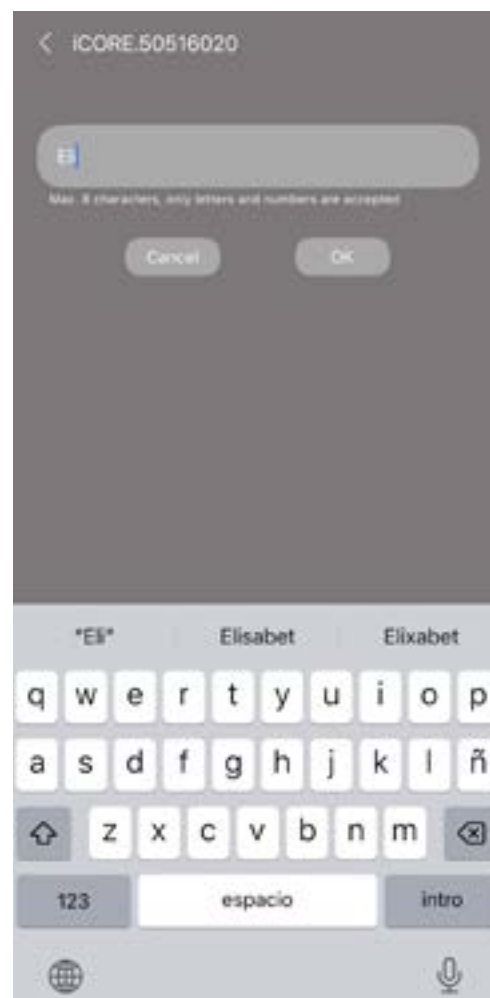 iCORE.50516020
Eli
Max. 8 characters, only letters and numbers are accepted
Cancel
OK
"Eli"
Elisabet
Elixabet
q w e r t y u i o p
a s d f g h j k l ñ
z x c v b n m
123
espacio
intro